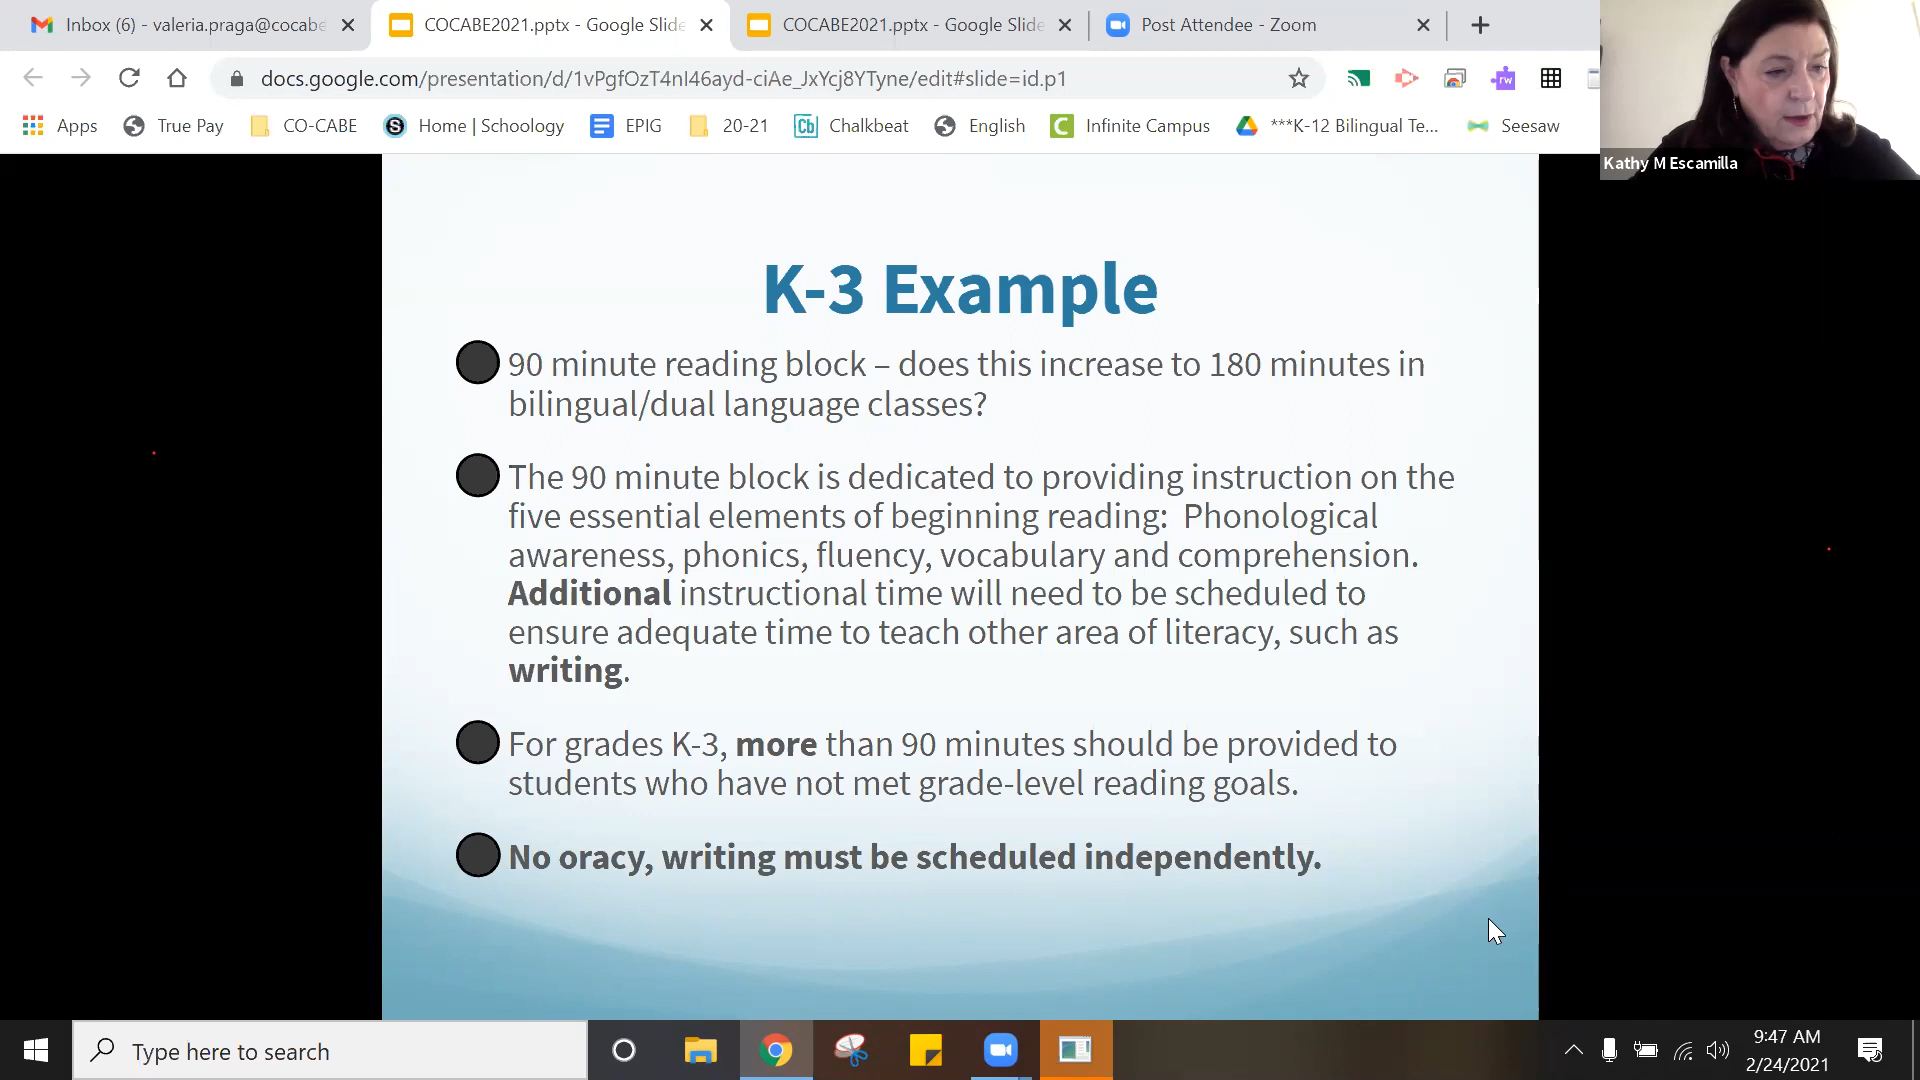 Inbox (6) - valeria.praga@cocabe
COCABE2021.pptx - Google Slide
COCABE2021.pptx - Google Slide
Post Attendee - Zoom
docs.google.com/presentation/d/1vPgfOzT4nI46ayd-ciAe_JxYcj8YTyne/edit#slide=id.p1
rw
Apps
True Pay
CO-CABE
Home | Schoology
EPIG
20-21
Chalkbeat
English
Infinite Campus
***K-12 Bilingual Te...
Seesaw
Kathy M Escamilla
K-3 Example
90 minute reading block – does this increase to 180 minutes in
bilingual/dual language classes?
The 90 minute block is dedicated to providing instruction on the
five essential elements of beginning reading: Phonological
awareness, phonics, fluency, vocabulary and comprehension.
Additional instructional time will need to be scheduled to
ensure adequate time to teach other area of literacy, such as
writing.
For grades K-3, more than 90 minutes should be provided to
students who have not met grade-level reading goals.
No oracy, writing must be scheduled independently.
Type here to search
9:47 AM
2/24/2021